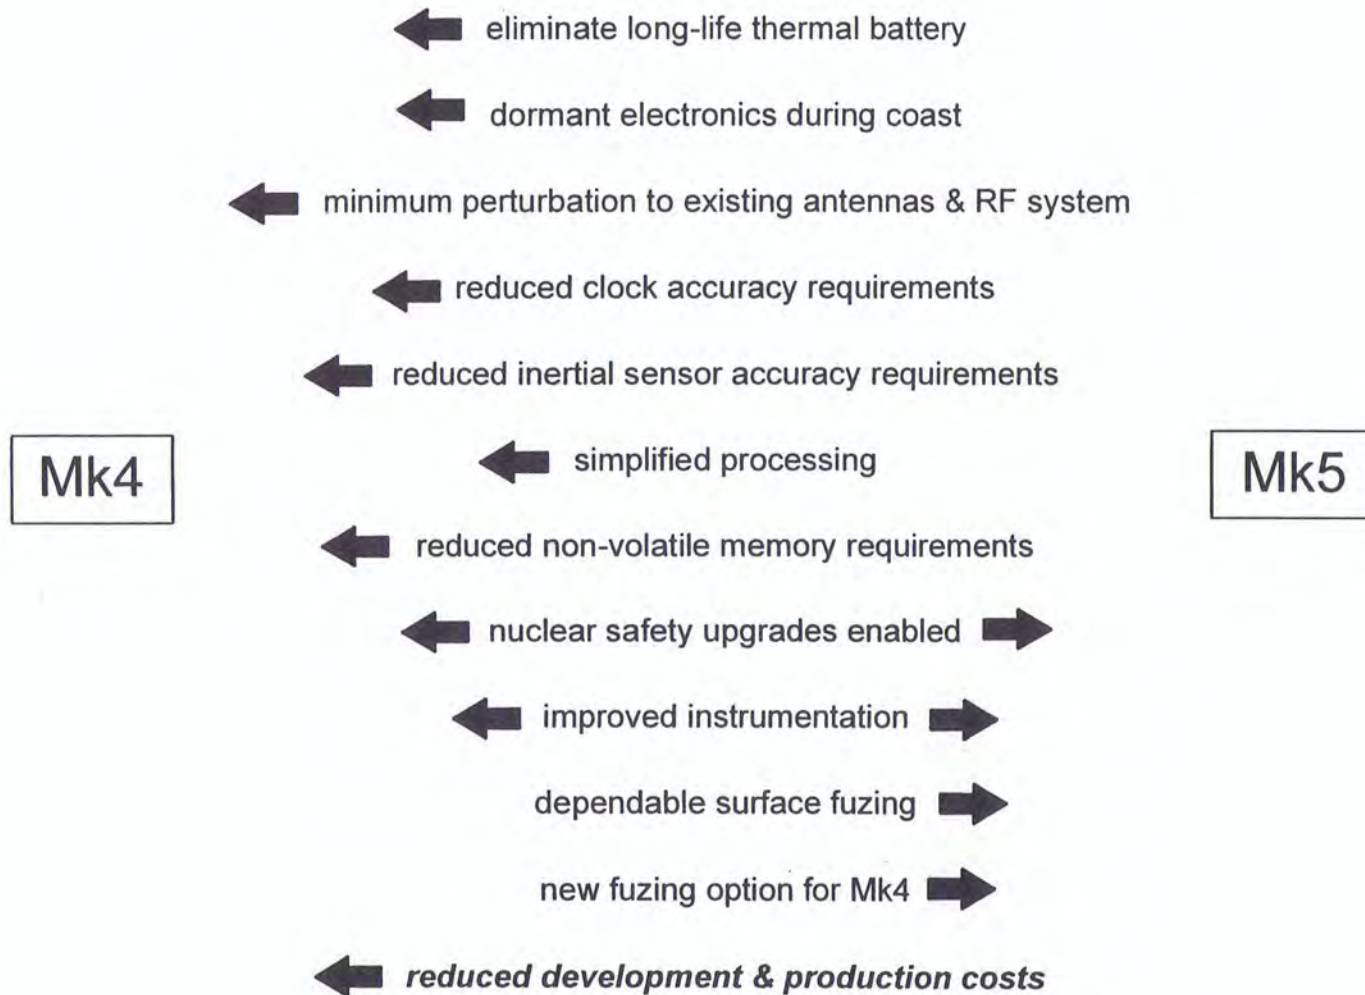 eliminate long-life thermal battery
dormant electronics during coast
minimum perturbation to existing antennas & RF system
reduced clock accuracy requirements
reduced inertial sensor accuracy requirements
Mk4
simplified processing
Mk5
reduced non-volatile memory requirements
nuclear safety upgrades enabled
improved instrumentation
dependable surface fuzing
new fuzing option for Mk4
reduced development & production costs